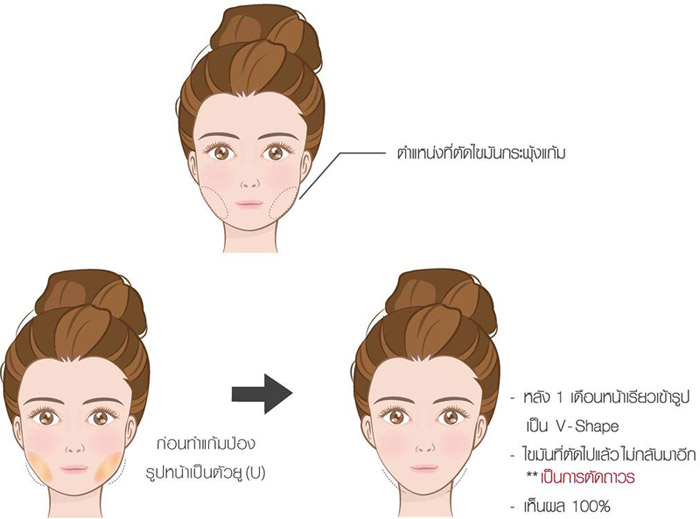 ตำแหน่งที่ตัดไขมันกระพุ้งแก้ม
ก่อนทำแก้มป่อง
รูปหน้าเป็นตัวยู (U)
- หลัง 1 เดือนหน้าเรียวเข้ารูป
เป็น V-Shape
- ไขมันที่ตัดไปแล้วไม่กลับมาอีก
**เป็นการตัดถาวร
- เห็นผล 100%